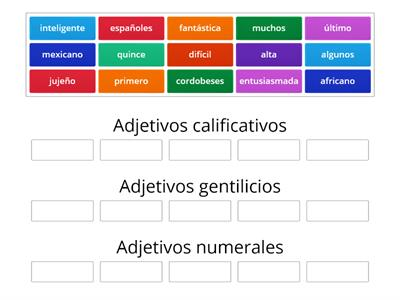 inteligente españoles fantástica muchos último
mexicano quince difícil alta algunos
jujeño primero cordobeses entusiasmada africano
Adjetivos calificativos
Adjetivos gentilicios
Adjetivos numerales